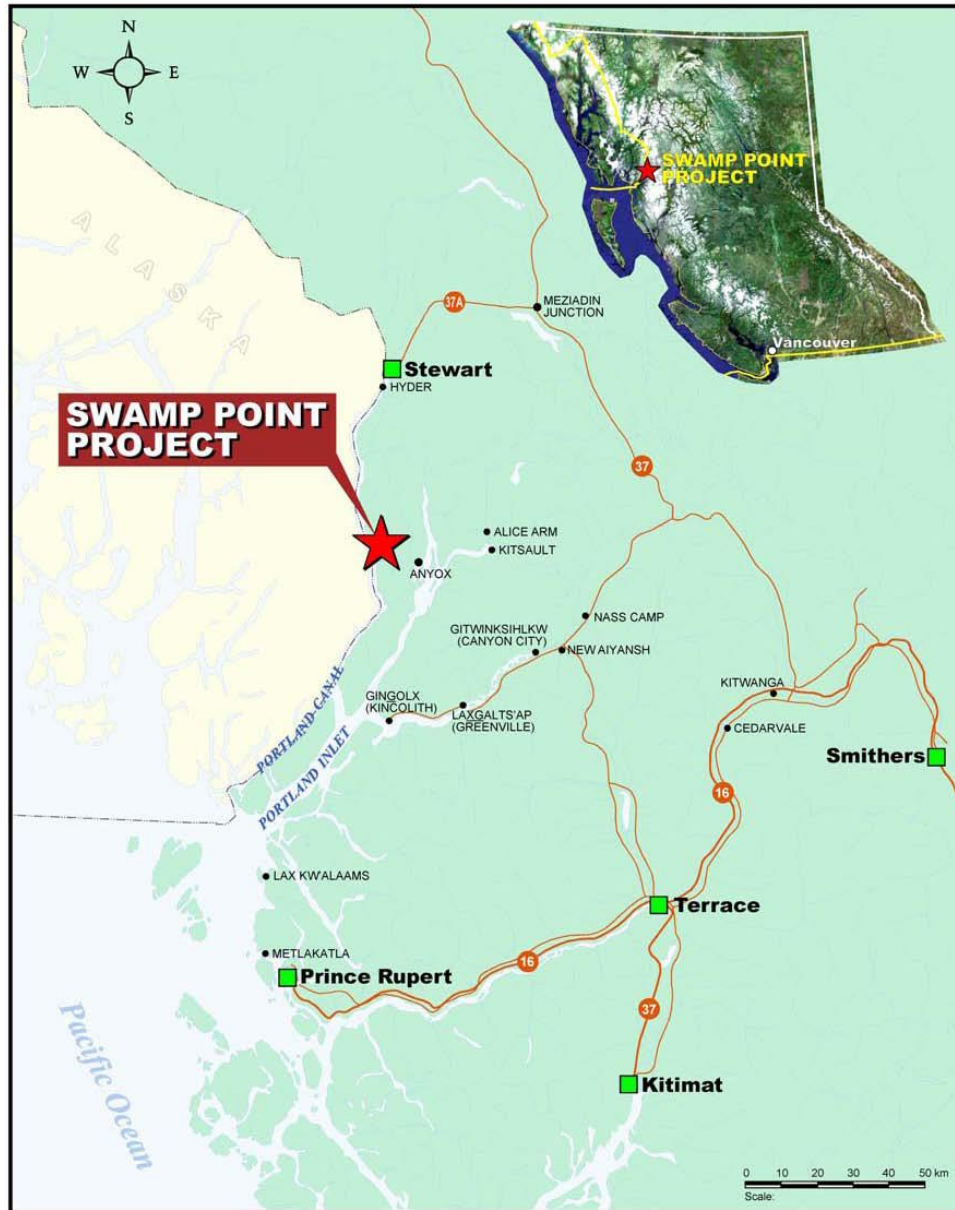 N
W E
S
SWAMP POINT
PROJECT
Vancouver
ALASKA
37A
MEZIADIN
JUNCTION
Stewart
HYDER
SWAMP POINT
PROJECT
37
ALICE ARM
KITSAULT
ANYOX
NASS CAMP
GITWINKSIHLKW
(CANYON CITY)
NEW AIYANSH
KITWANGA
GINGOLX
(KINCOLITH)
LAXGALTS'AP
(GREENVILLE)
CEDARVALE
PORTLAND CANAL
PORTLAND INLET
Smithers
16
LAX KW'ALAAMS
Terrace
METLAKATLA
Prince Rupert
16
37
Pacific Ocean
Kitimat
0 10 20 30 40 50 km
Scale: